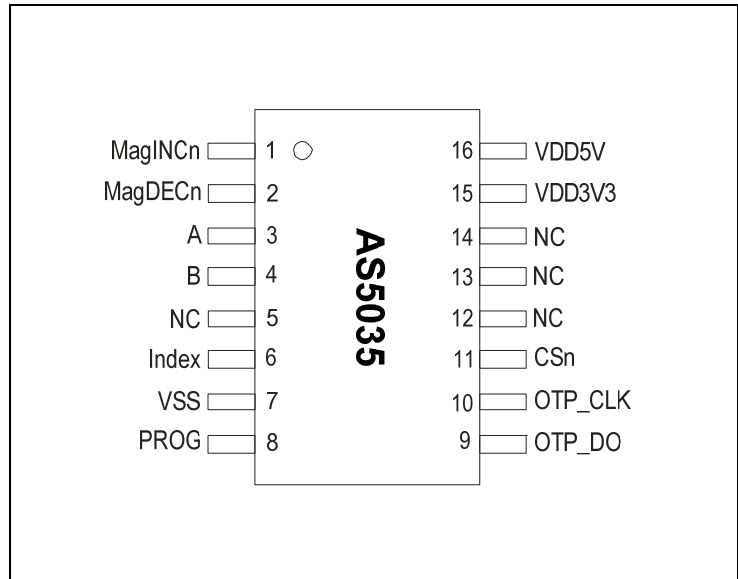 MagINCn 1 16 VDD5V
MagDECn 2 15 VDD3V3
A 3 14 NC
B 4 13 NC
NC 5 12 NC
Index 6 11 CSn
VSS 7 10 OTP_CLK
PROG 8 9 OTP_DO
AS5035